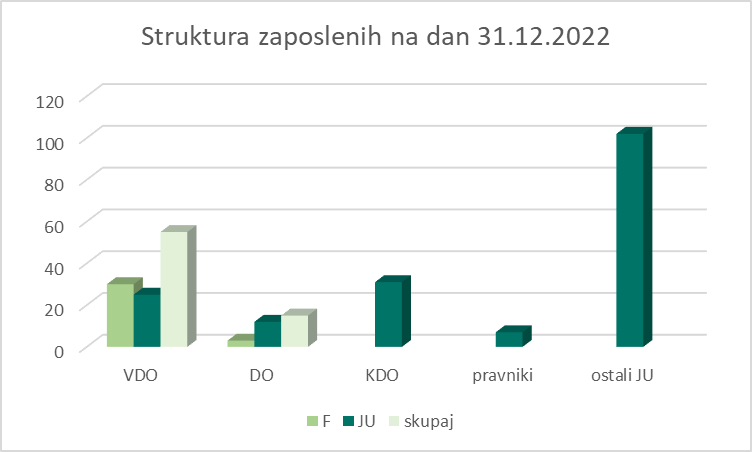 Struktura zaposlenih na dan 31.12.2022
120
100
80
60
40
20
0
VDO DO KDO pravniki ostali JU
F JU skupaj